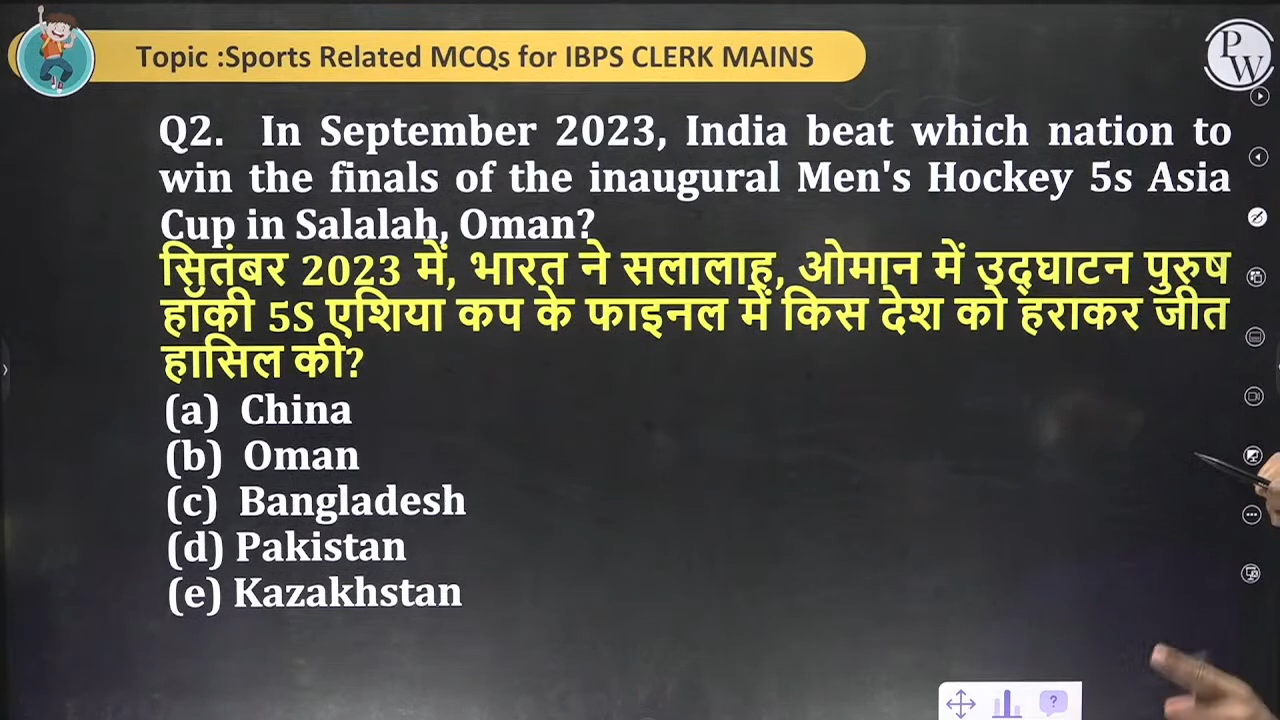 Topic :Sports Related MCQs for IBPS CLERK MAINS
PW
Q2. In September 2023, India beat which nation to
win the finals of the inaugural Men's Hockey 5s Asia
Cup in Salalah, Oman?
सितंबर 2023 में, भारत ने सलालाह, ओमान में उद्घाटन पुरुष
हॉकी 5S एशिया कप के फाइनल में किस देश को हराकर जीत
हासिल की?
(a) China
(b) Oman
(c) Bangladesh
(d) Pakistan
(e) Kazakhstan